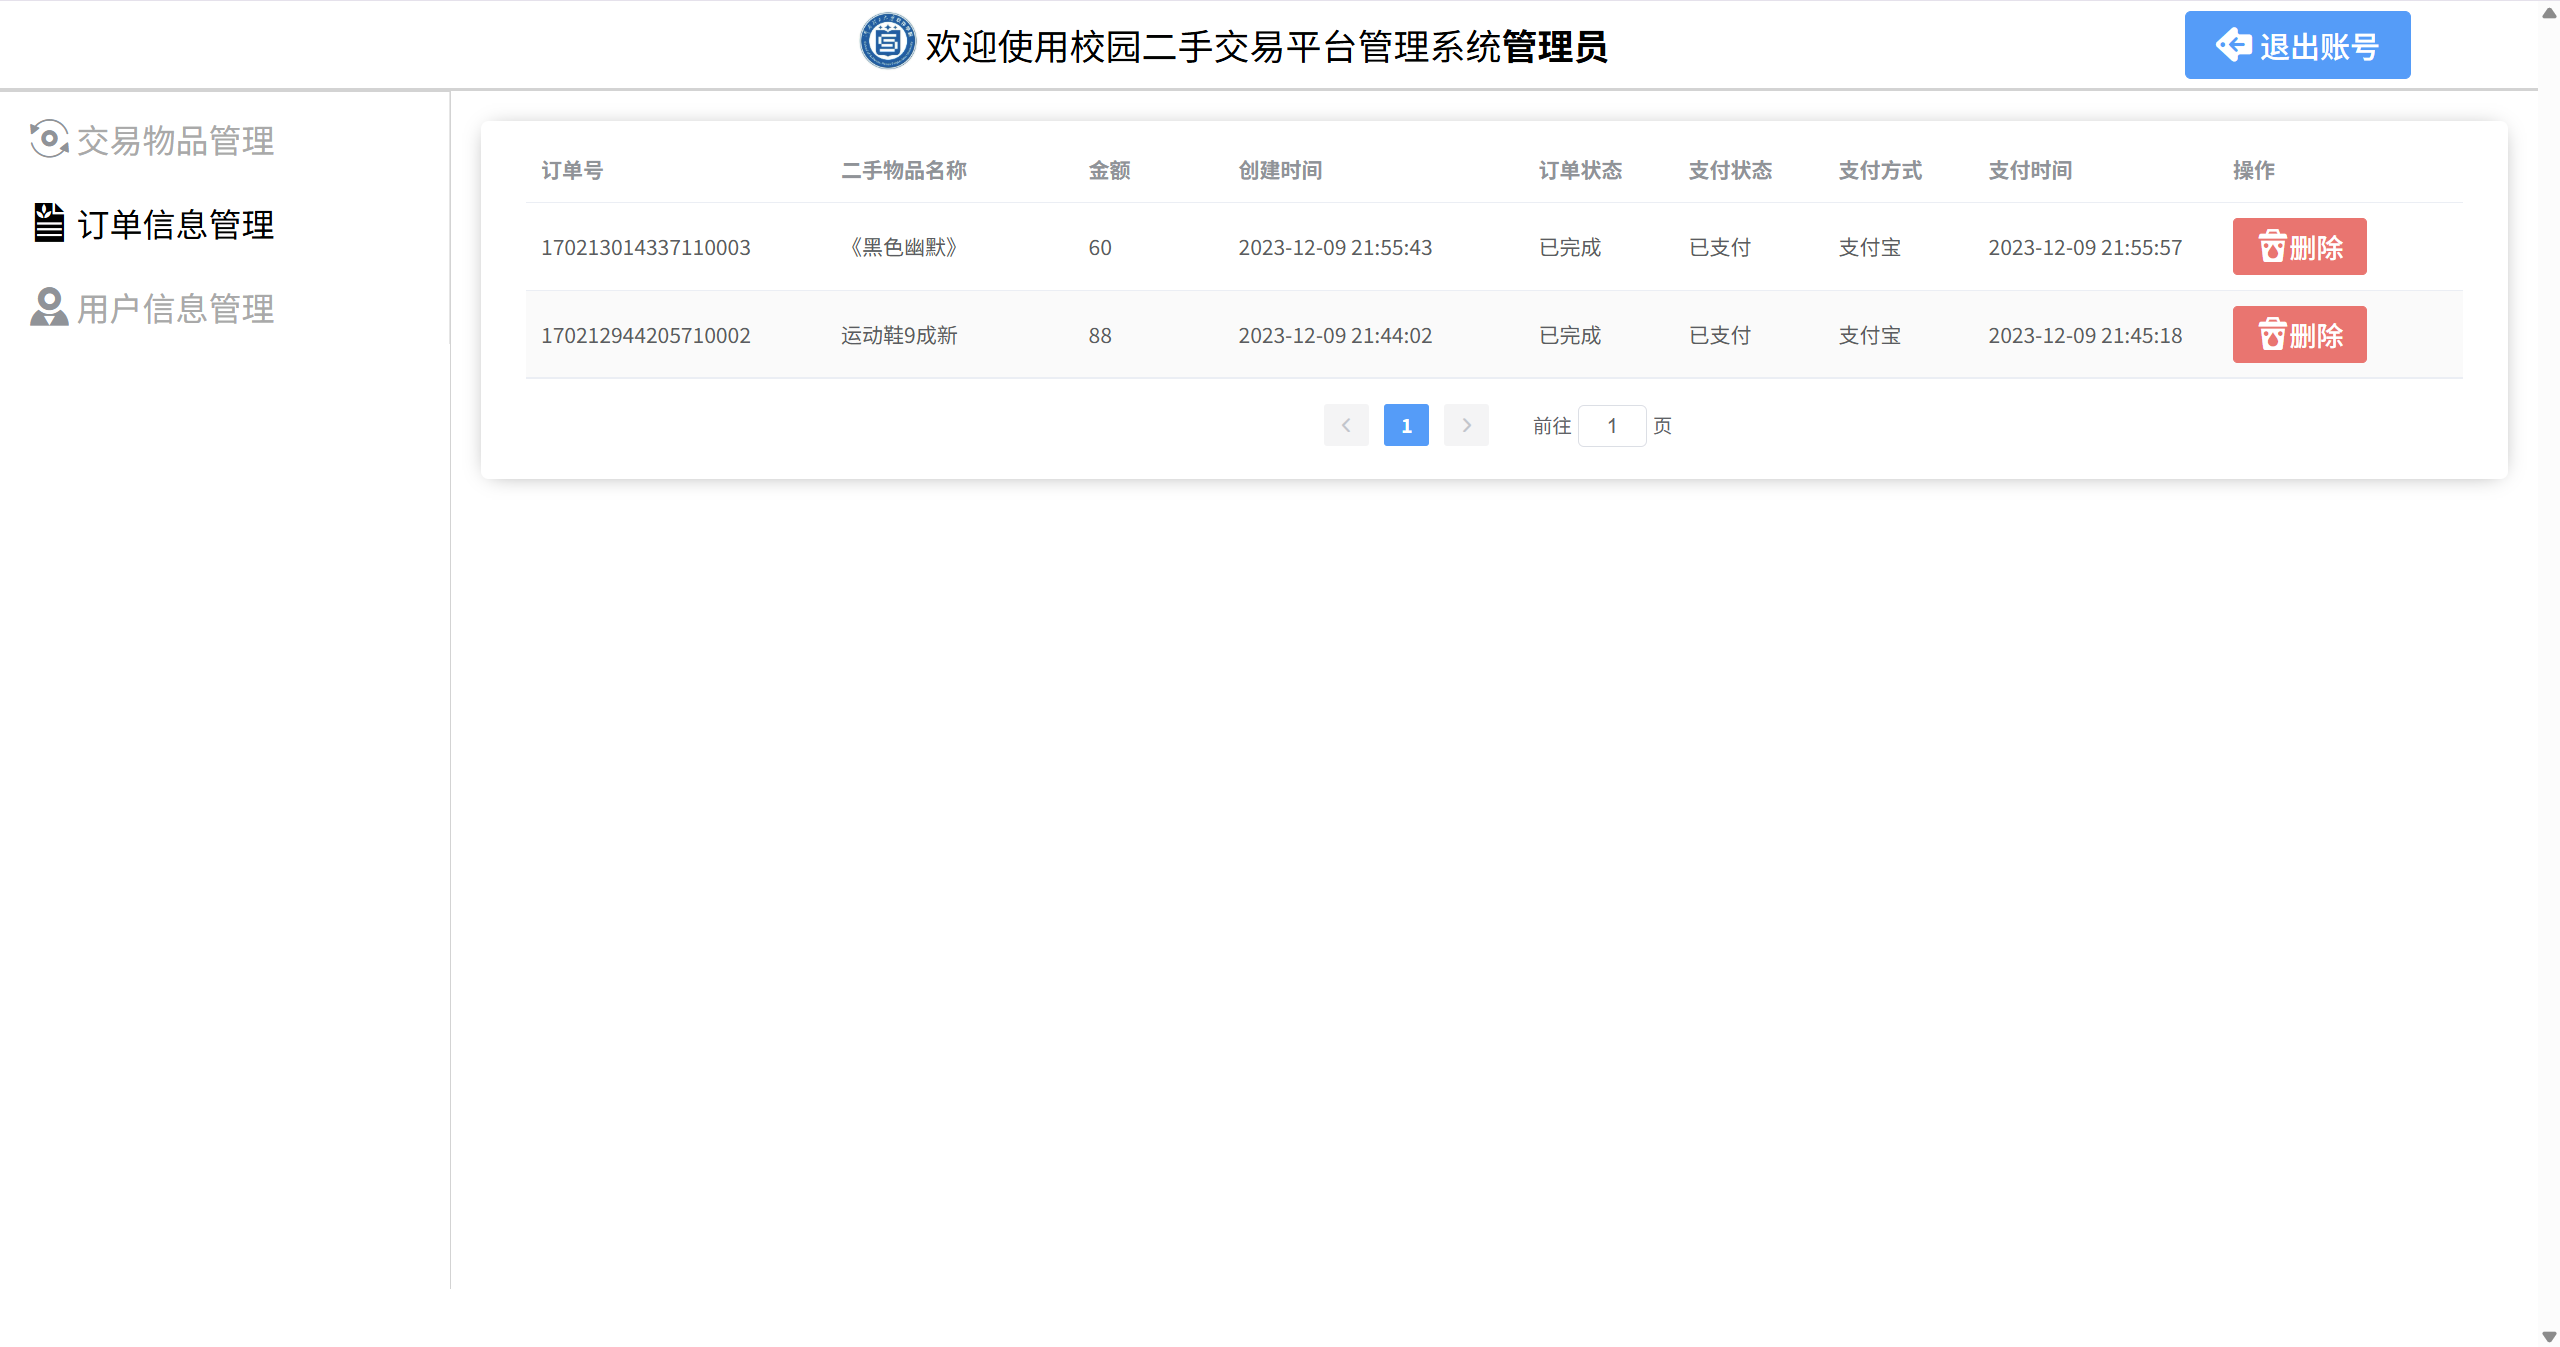 欢迎使用校园二手交易平台管理系统管理员
退出账号
交易物品管理
订单信息管理
用户信息管理
订单号 二手物品名称 金额 创建时间 订单状态 支付状态 支付方式 支付时间 操作
170213014337110003 《黑色幽默》 60 2023-12-09 21:55:43 已完成 已支付 支付宝 2023-12-09 21:55:57 删除
170212944205710002 运动鞋9成新 88 2023-12-09 21:44:02 已完成 已支付 支付宝 2023-12-09 21:45:18 删除
1 前往 1 页